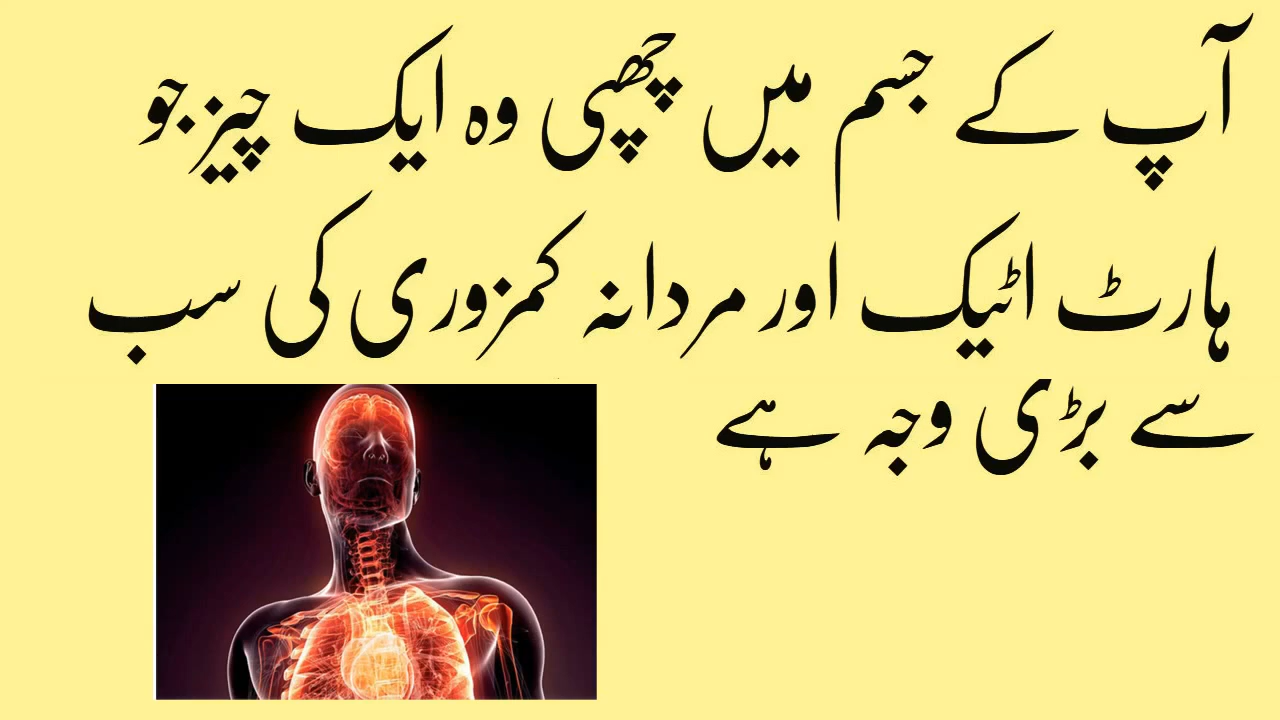 آپ کے جسم میں چھپی وہ ایک چیز جو
ہارٹ اٹیک اور مردانہ کمزوری کی سب
سے بڑی وجہ ہے